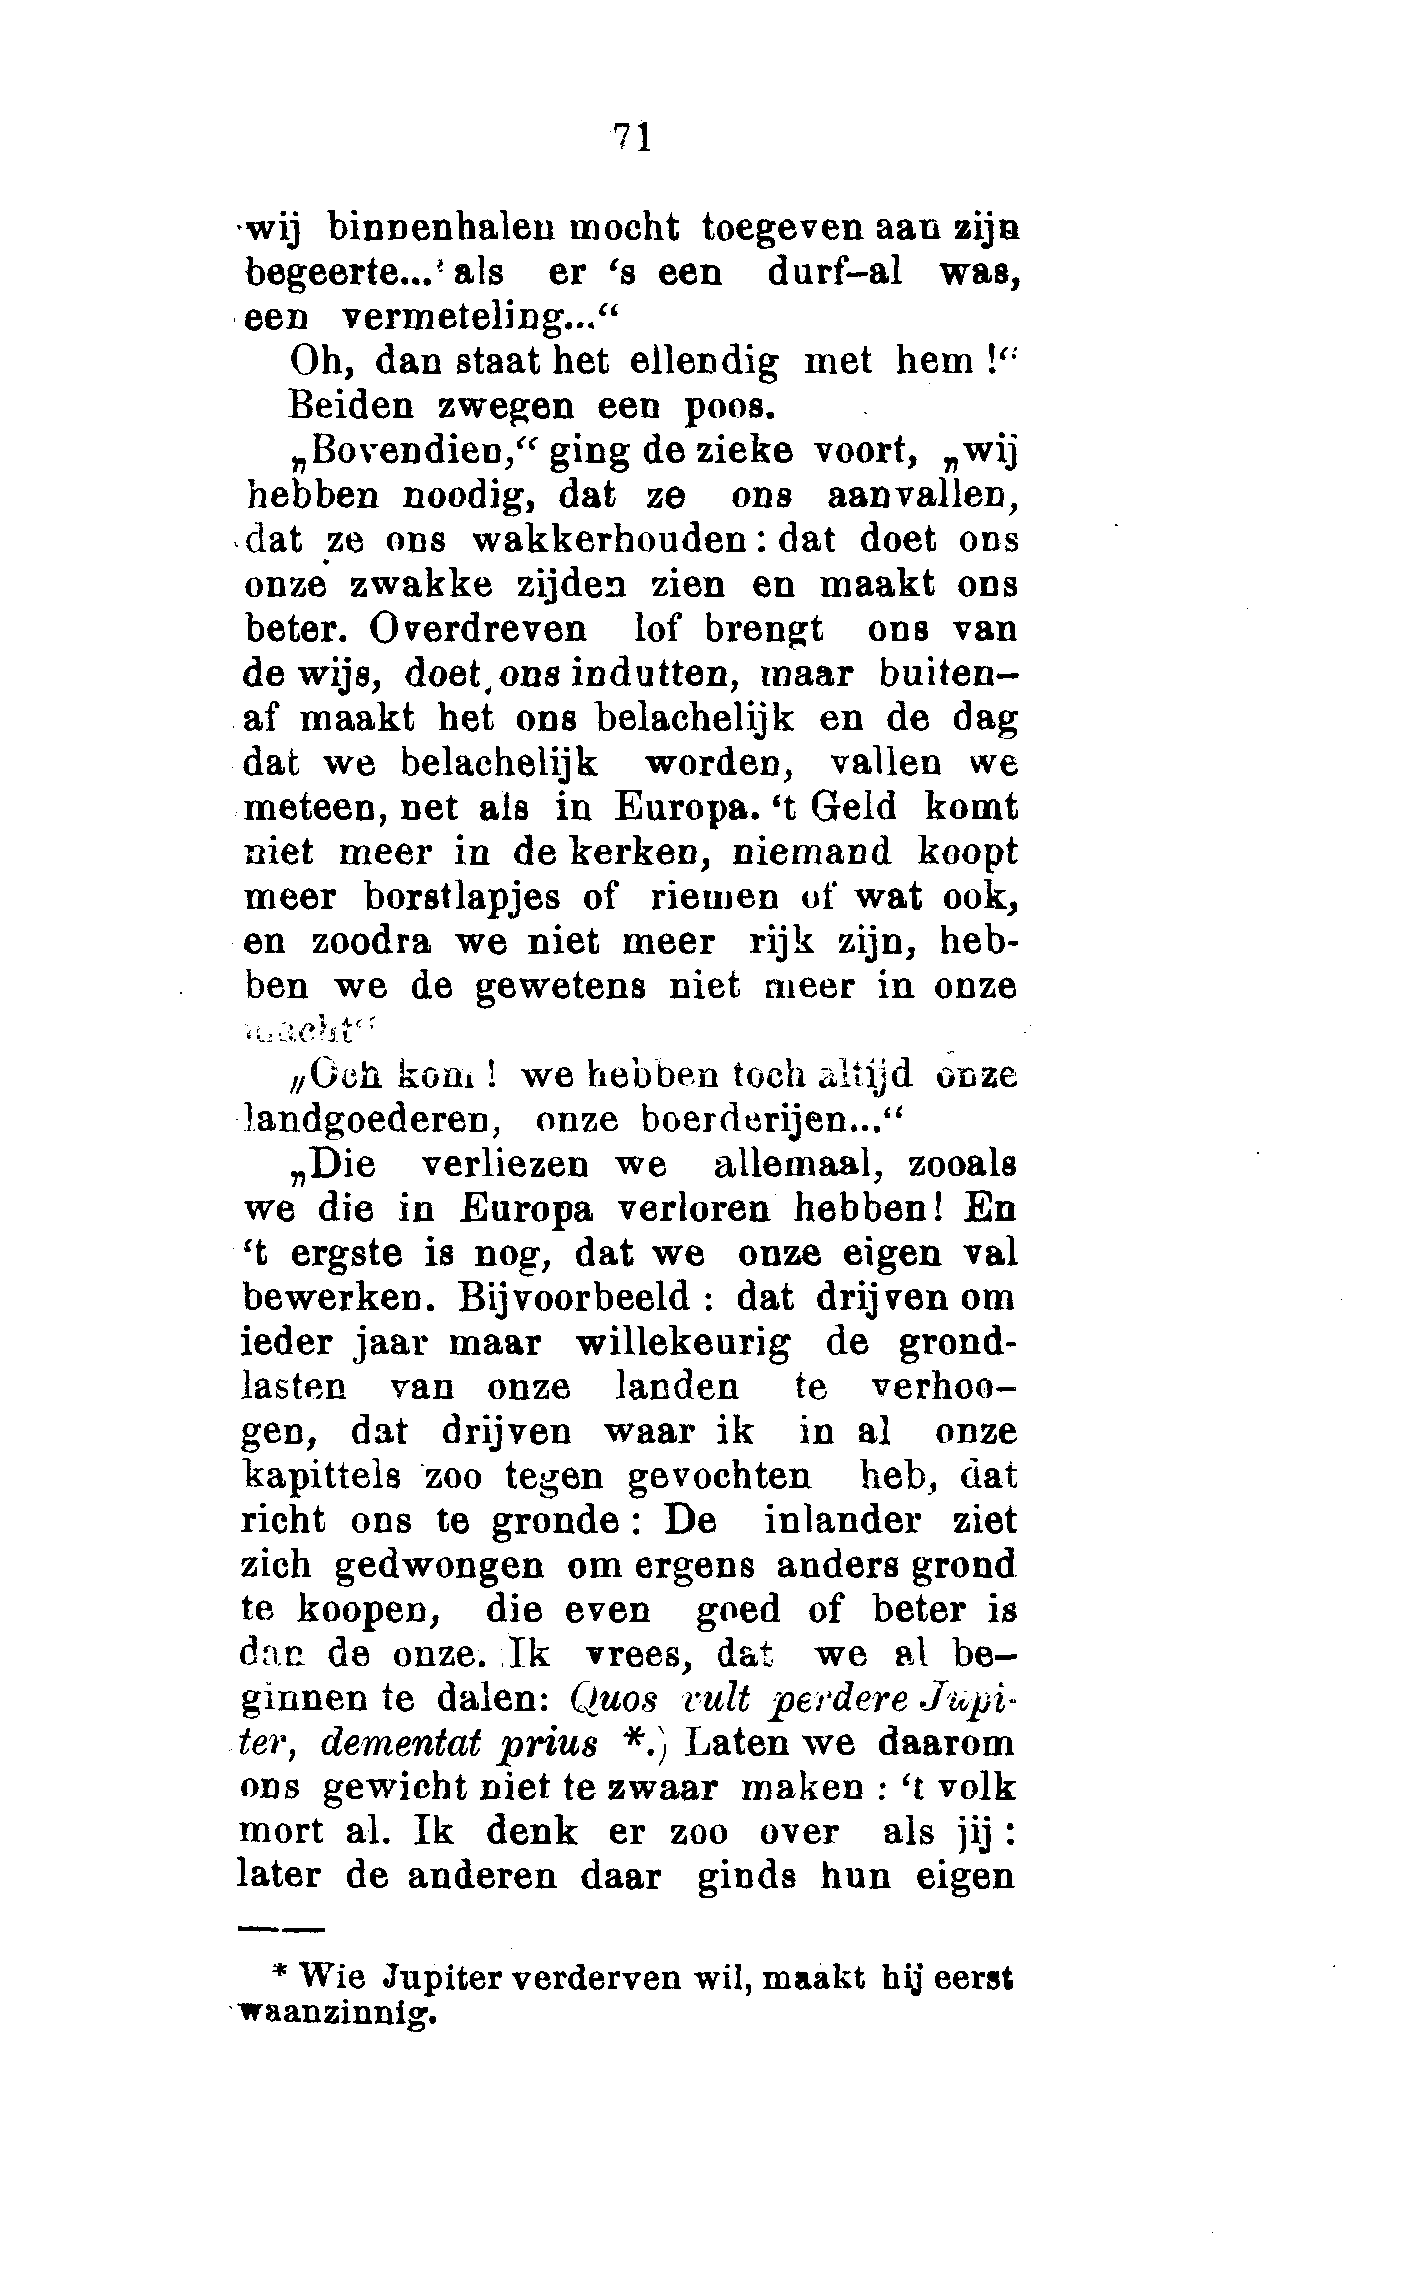 71
wij binnenhalen mocht toegeven aan zijn
begeerte...' als er ‘s een durf-al was,
een vermeteling...“
Oh, dan staat het ellendig met hem !“
Beiden zwegen een poos.
„Bovendien,“ ging de zieke voort, „wij
hebben noodig, dat ze ons aanvallen,
dat ze ons wakkerhouden: dat doet ons
onze zwakke zijden zien en maakt ons
beter. Overdreven lof brengt ons van
de wijs, doet ons indutten, maar buiten-
af maakt het ons belachelijk en de dag
dat we belachelijk worden, vallen we
meteen, net als in Europa. ‘t Geld komt
niet meer in de kerken, niemand koopt
meer borstlapjes of riemen of wat ook,
en zoodra we niet meer rijk zijn, heb-
ben we de gewetens niet meer in onze
macht“
„Och kom ! we hebben toch altijd onze
landgoederen, onze boerderijen...“
„Die verliezen we allemaal, zooals
we die in Europa verloren hebben! En
‘t ergste is nog, dat we onze eigen val
bewerken. Bijvoorbeeld : dat drijven om
ieder jaar maar willekeurig de grond-
lasten van onze landen te verhoo-
gen, dat drijven waar ik in al onze
kapittels zoo tegen gevochten heb, dat
richt ons te gronde : De inlander ziet
zich gedwongen om ergens anders grond
te koopen, die even goed of beter is
dan de onze. Ik vrees, dat we al be-
ginnen te dalen: Quos vult perdere Jupi-
ter, dementat prius *.) Laten we daarom
ons gewicht niet te zwaar maken : ‘t volk
mort al. Ik denk er zoo over als jij :
later de anderen daar ginds hun eigen
* Wie Jupiter verderven wil, maakt hij eerst
waanzinnig.